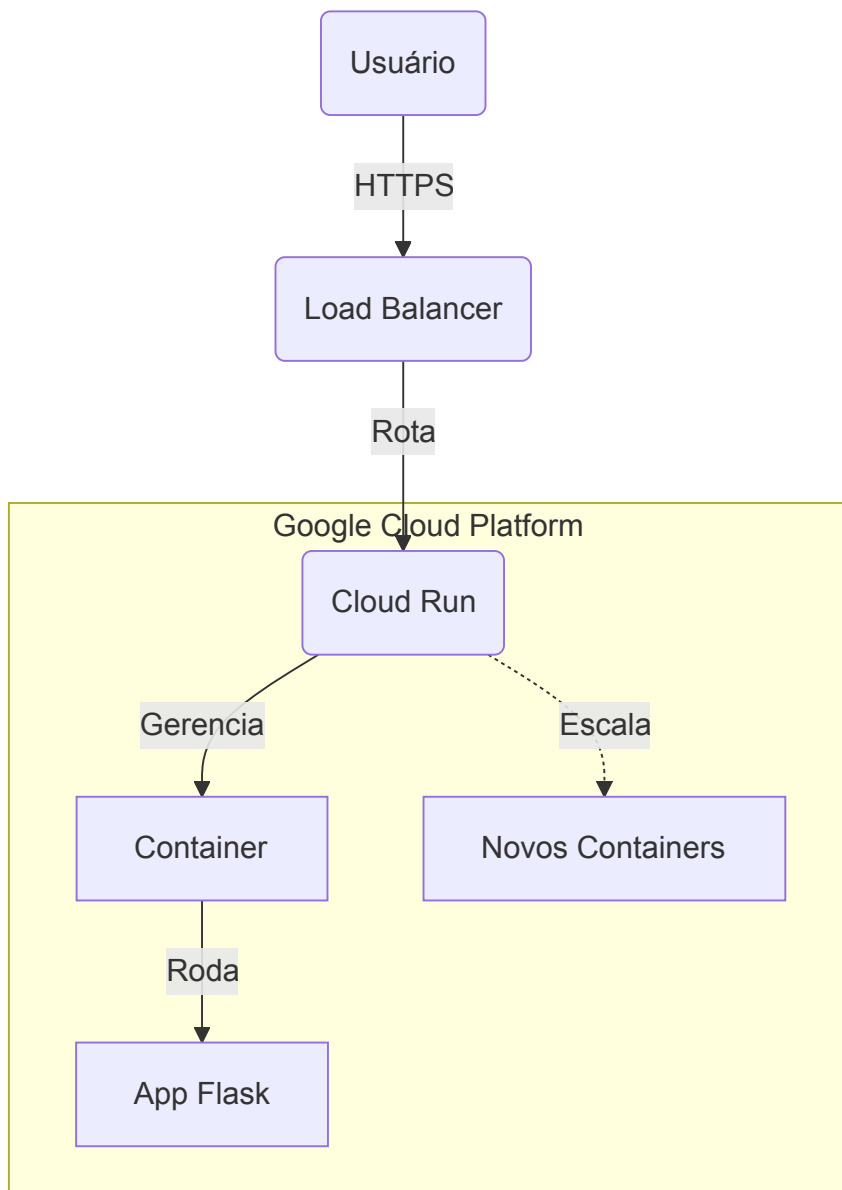 Usuário
HTTPS
Load Balancer
Rota
Google Cloud Platform
Cloud Run
Gerencia
Escala
Container
Novos Containers
Roda
App Flask